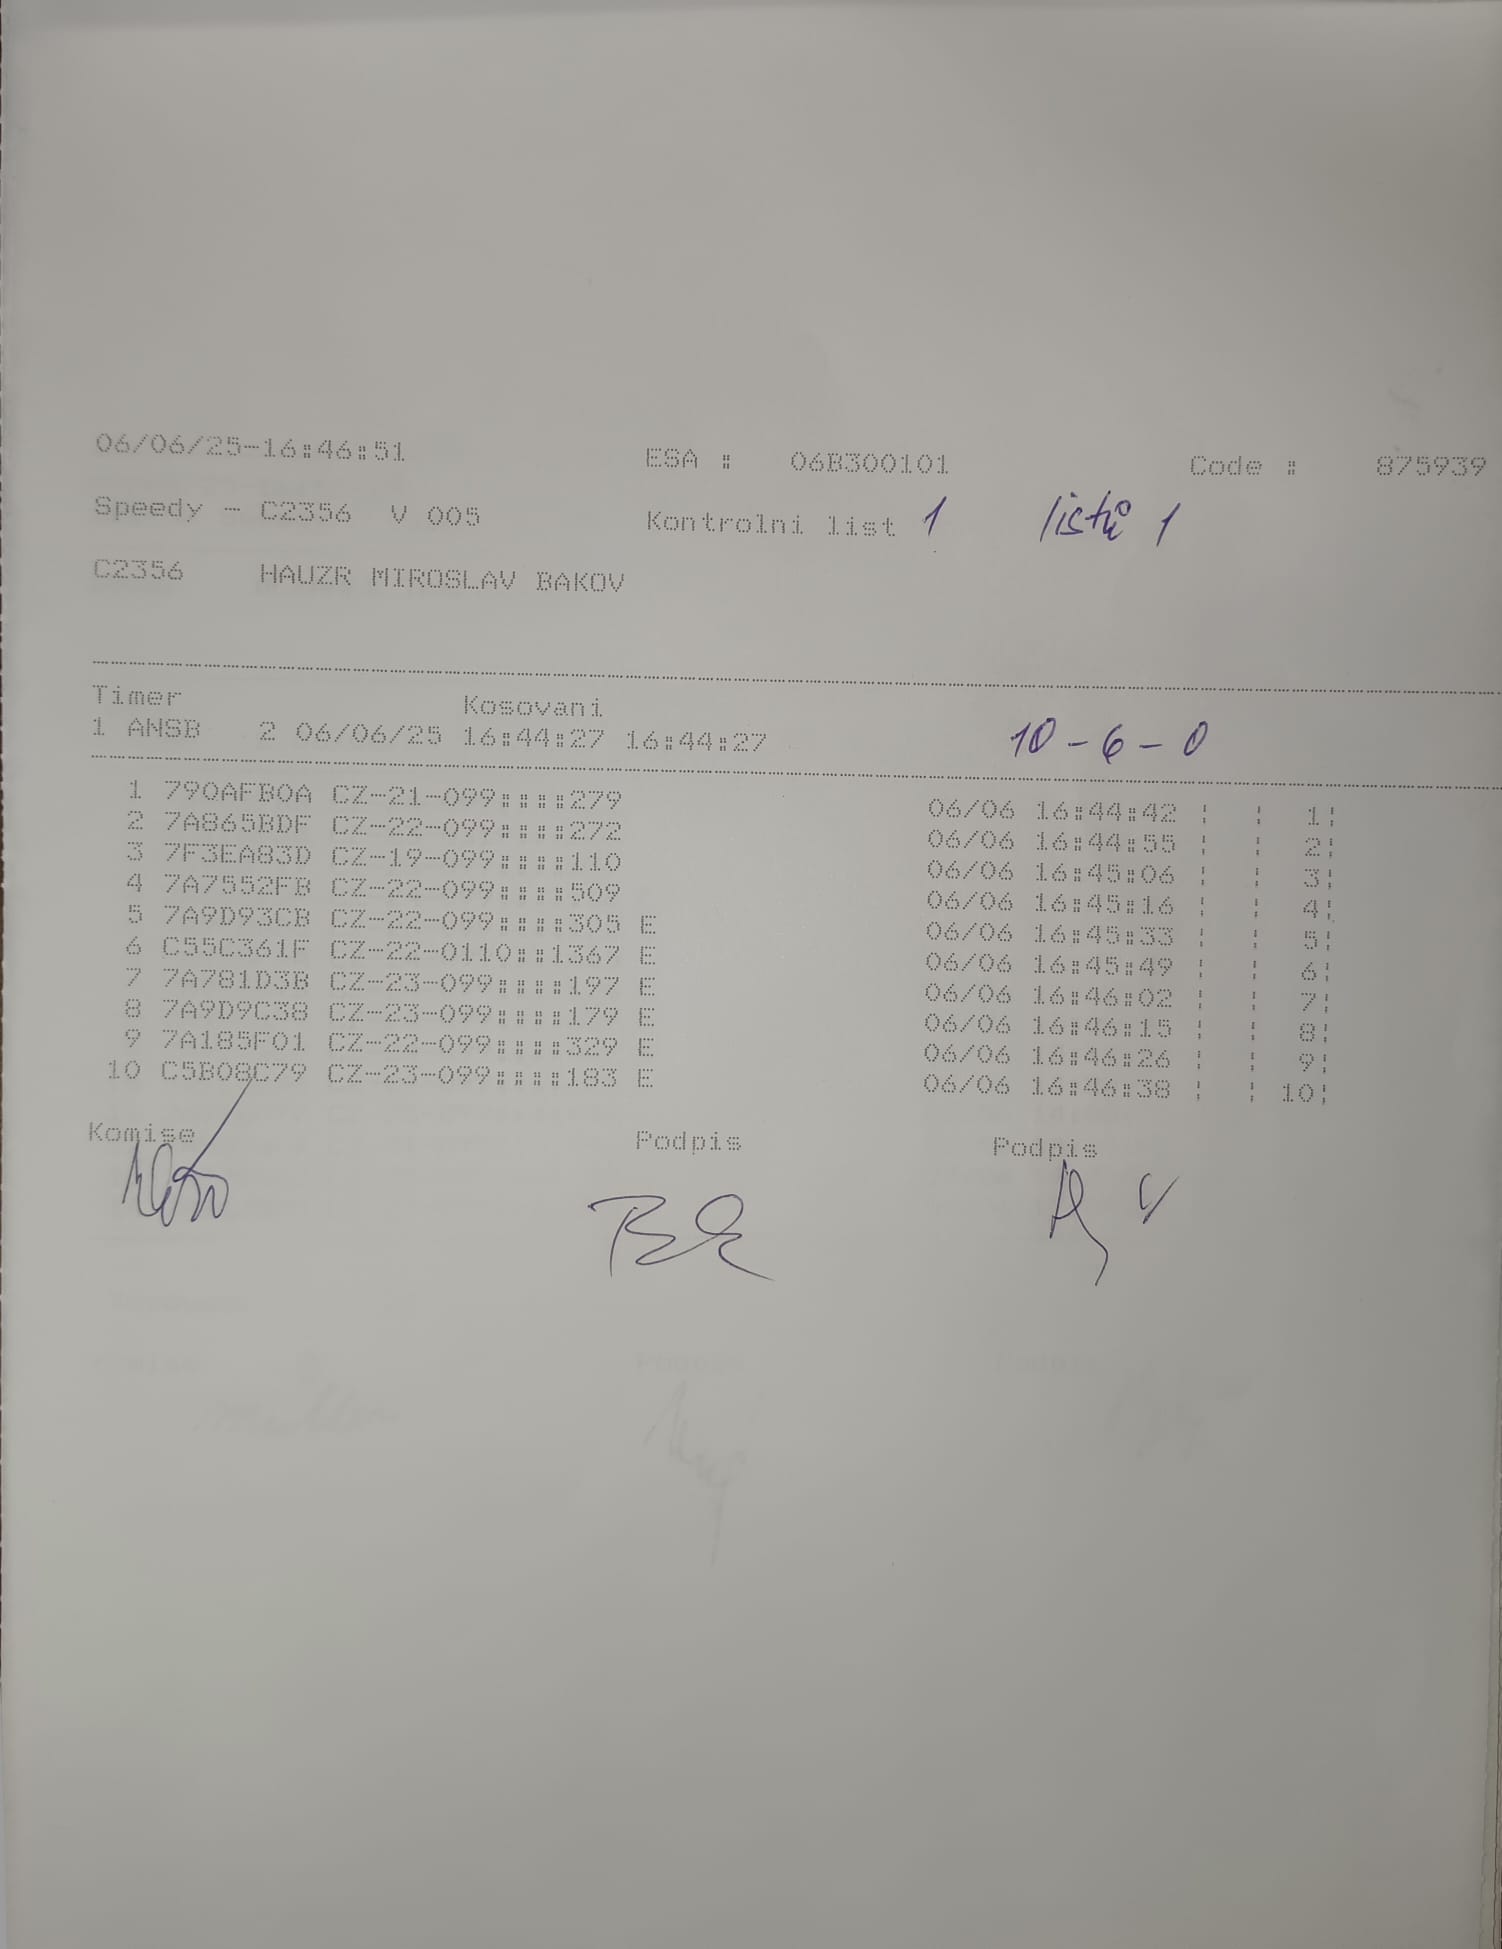 06/06/25-16:46:51 ESA : 06B300101 Code : 875939
Speedy - C2356 V 005 Kontrolni list 1 listů 1
C2356 HAUZR MIROSLAV BAKOV
Timer Kosovani
1 ANSB 2 06/06/25 16:44:27 16:44:27 10-6-0
1 790AFB0A CZ-21-099::::279 06/06 16:44:42 ¦ ¦ 1¦
2 7A865BDF CZ-22-099::::272 06/06 16:44:55 ¦ ¦ 2¦
3 7F3EA83D CZ-19-099::::110 06/06 16:45:06 ¦ ¦ 3¦
4 7A7552FB CZ-22-099::::509 06/06 16:45:16 ¦ ¦ 4¦
5 7A9D93CB CZ-22-099::::305 E 06/06 16:45:33 ¦ ¦ 5¦
6 C55C361F CZ-22-0110::1367 E 06/06 16:45:49 ¦ ¦ 6¦
7 7A781D3B CZ-23-099::::197 E 06/06 16:46:02 ¦ ¦ 7¦
8 7A9D9C38 CZ-23-099::::179 E 06/06 16:46:15 ¦ ¦ 8¦
9 7A185F01 CZ-22-099::::329 E 06/06 16:46:26 ¦ ¦ 9¦
10 C5B08C79 CZ-23-099::::183 E 06/06 16:46:38 ¦ ¦ 10¦
Komise Podpis Podpis